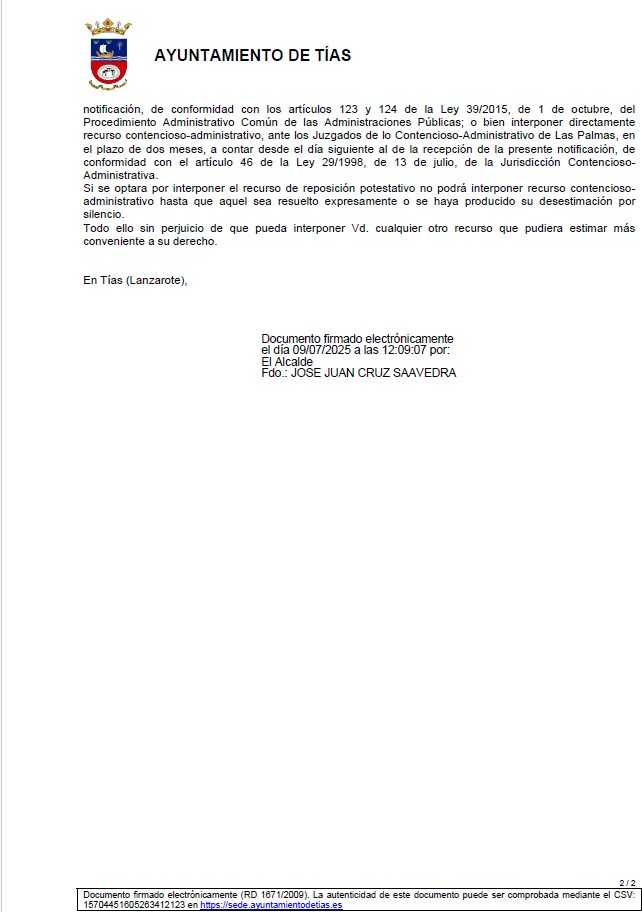 AYUNTAMIENTO DE TÍAS
notificación, de conformidad con los artículos 123 y 124 de la Ley 39/2015, de 1 de octubre, del
Procedimiento Administrativo Común de las Administraciones Públicas; o bien interponer directamente
recurso contencioso-administrativo, ante los Juzgados de lo Contencioso-Administrativo de Las Palmas, en
el plazo de dos meses, a contar desde el día siguiente al de la recepción de la presente notificación, de
conformidad con el artículo 46 de la Ley 29/1998, de 13 de julio, de la Jurisdicción Contencioso-
Administrativa.
Si se optara por interponer el recurso de reposición potestativo no podrá interponer recurso contencioso-
administrativo hasta que aquel sea resuelto expresamente o se haya producido su desestimación por
silencio.
Todo ello sin perjuicio de que pueda interponer Vd. cualquier otro recurso que pudiera estimar más
conveniente a su derecho.
En Tías (Lanzarote),
Documento firmado electrónicamente
el día 09/07/2025 a las 12:09:07 por:
El Alcalde
Fdo.: JOSE JUAN CRUZ SAAVEDRA
2 / 2
Documento firmado electrónicamente (RD 1671/2009). La autenticidad de este documento puede ser comprobada mediante el CSV:
15704451605263412123 en https://sede.ayuntamientodetias.es